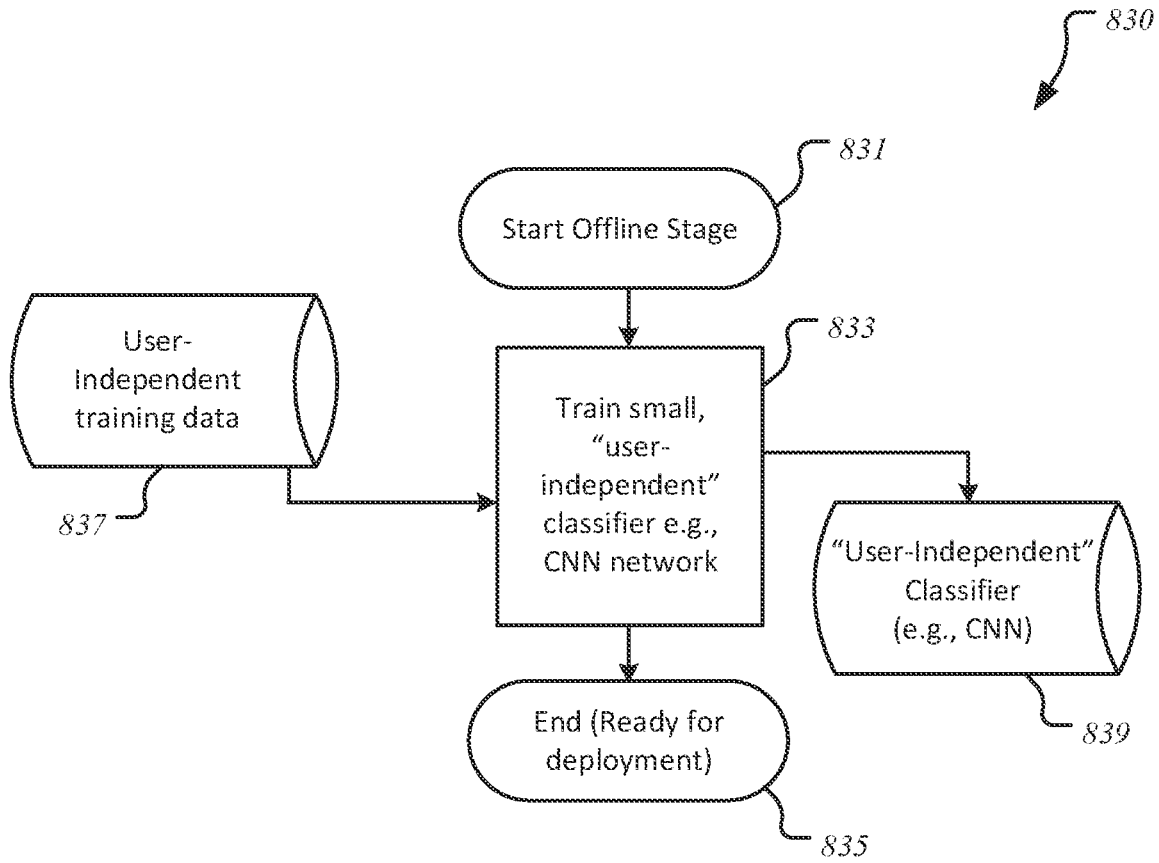 830
831
Start Offline Stage
833
User-
Independent
training data
837
Train small,
“user-
independent”
classifier e.g.,
CNN network
“User-Independent”
Classifier
(e.g., CNN)
839
End (Ready for
deployment)
835